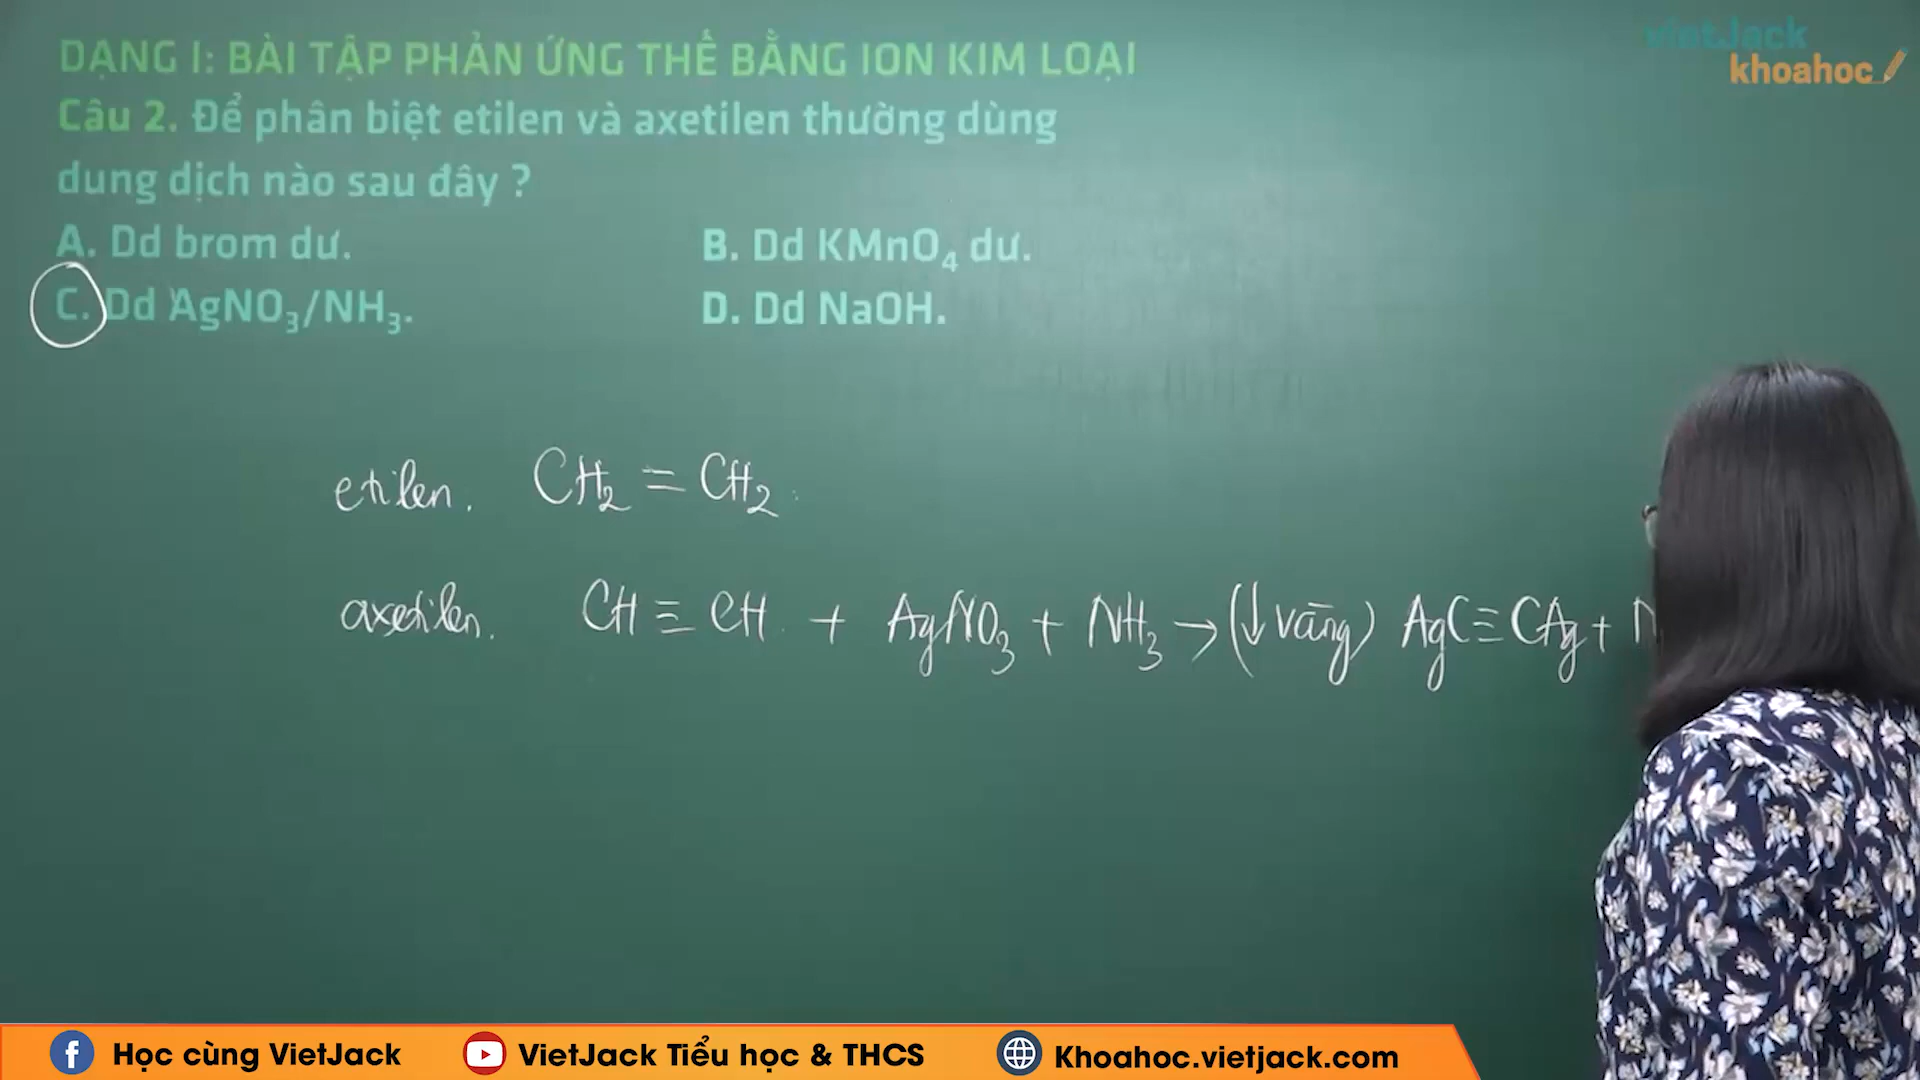 vietJack
khoahoc
DẠNG I: BÀI TẬP PHẢN ỨNG THẾ BẰNG ION KIM LOẠI
Câu 2. Để phân biệt etilen và axetilen thường dùng
dung dịch nào sau đây ?
A. Dd brom dư.
B. Dd KMnO₄ dư.
C. Dd AgNO₃/NH₃.
D. Dd NaOH.
etilen. CH₂ = CH₂
axetilen. CH ≡ CH + AgNO₃ + NH₃ → (↓ vàng) AgC ≡ CAg + N
Học cùng VietJack
VietJack Tiểu học & THCS
Khoahoc.vietjack.com